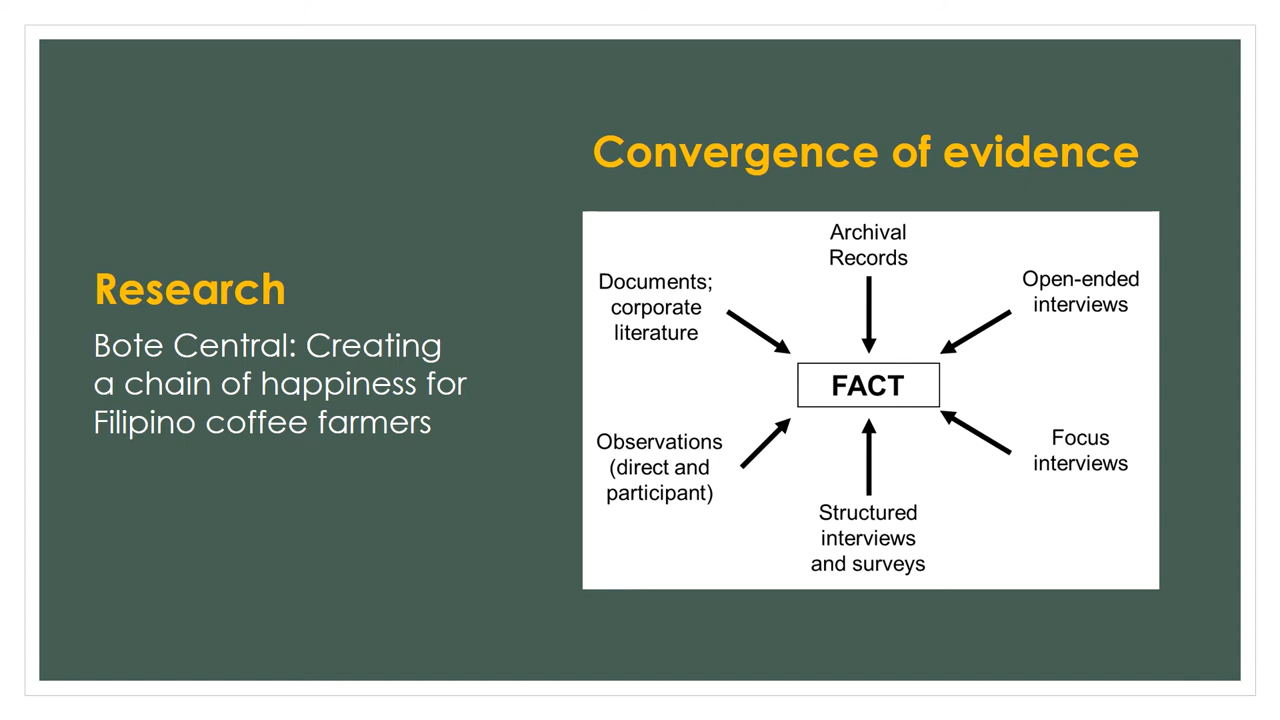 Research
Bote Central: Creating
a chain of happiness for
Filipino coffee farmers
Convergence of evidence
Archival
Records
Documents;
corporate
literature
Open-ended
interviews
FACT
Observations
(direct and
participant)
Focus
interviews
Structured
interviews
and surveys